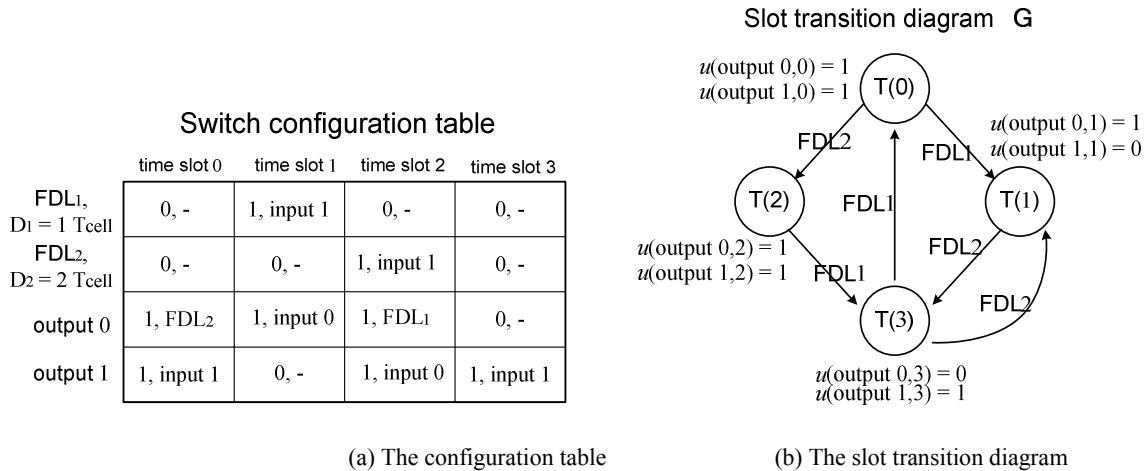 Slot transition diagram G
u(output 0,0) = 1
u(output 1,0) = 1
T(0)
Switch configuration table
u(output 0,1) = 1
u(output 1,1) = 0
FDL2
FDL1
time slot 0 time slot 1 time slot 2 time slot 3
FDL1,
D1 = 1 Tcell
0, - 1, input 1 0, - 0, -
T(2)
FDL1
T(1)
FDL2,
D2 = 2 Tcell
0, - 0, - 1, input 1 0, -
u(output 0,2) = 1
u(output 1,2) = 1
FDL1
FDL2
FDL2
output 0 1, FDL2 1, input 0 1, FDL1 0, -
T(3)
output 1 1, input 1 0, - 1, input 0 1, input 1
u(output 0,3) = 0
u(output 1,3) = 1
(a) The configuration table
(b) The slot transition diagram